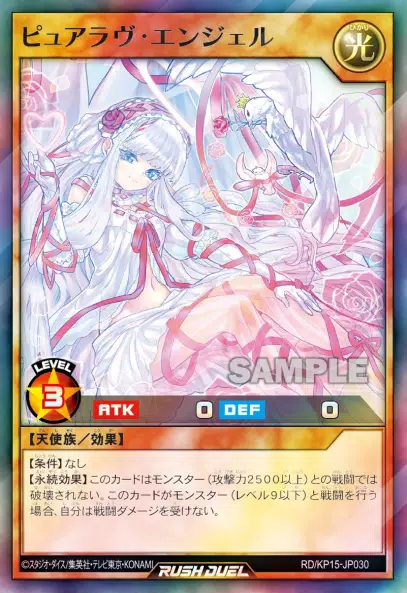 ピュアラヴ・エンジェル
ひかり
光
SAMPLE
LEVEL
3
ATK 0 DEF 0
【天使族／効果】
【条件】なし
【永続効果】このカードはモンスター（攻撃力2500以上）との戦闘では
破壊されない。このカードがモンスター（レベル9以下）と戦闘を行う
場合、自分は戦闘ダメージを受けない。
©スタジオ・ダイス/集英社・テレビ東京・KONAMI
RUSH DUEL
RD/KP15-JP030